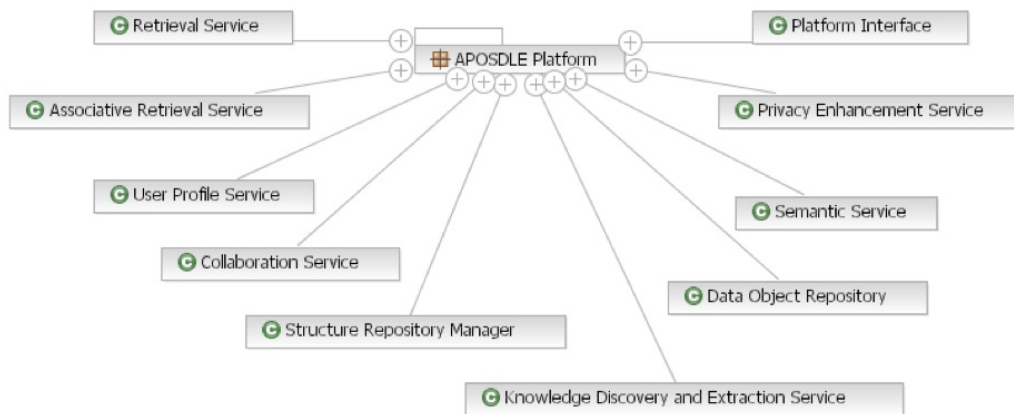 Retrieval Service
Platform Interface
APOSDLE Platform
Associative Retrieval Service
Privacy Enhancement Service
User Profile Service
Semantic Service
Collaboration Service
Data Object Repository
Structure Repository Manager
Knowledge Discovery and Extraction Service